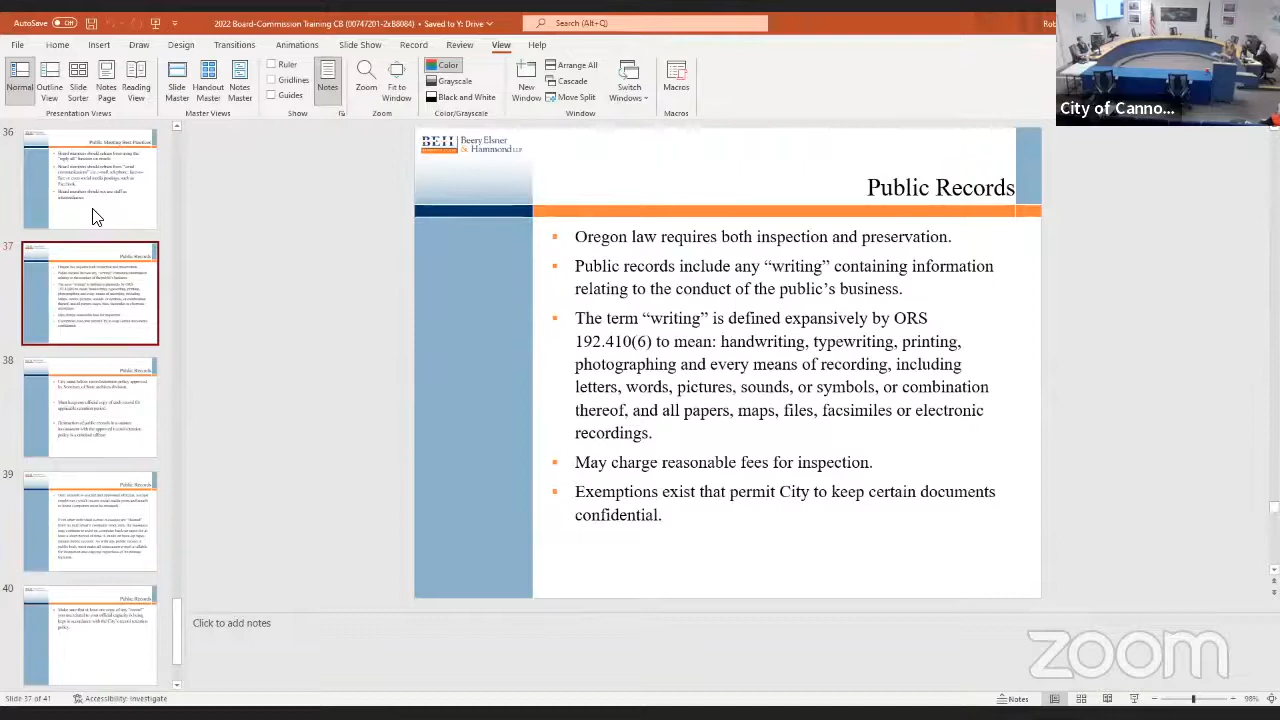 AutoSave Off
2022 Board-Commission Training CB (00747201-2xB8084) • Saved to Y: Drive
Search (Alt+Q)
File Home Insert Draw Design Transitions Animations Slide Show Record Review View Help
Normal Outline View Slide Sorter Notes Page Reading View
Presentation Views
Slide Master Handout Master Notes Master
Master Views
Ruler
Gridlines
Guides
Show
Notes
Zoom Fit to Window
Zoom
Color
Grayscale
Black and White
Color/Grayscale
New Window
Arrange All
Cascade
Move Split
Switch Windows
Window
Macros
Macros
City of Canno...
36
Public Meeting Best Practices
37
Public Records
38
Public Records
39
Public Records
40
Public Records
BEH Beery Elsner & Hammond LLP
Public Records
Oregon law requires both inspection and preservation.
Public records include any “writing” containing information
relating to the conduct of the public’s business.
The term “writing” is defined expansively by ORS
192.410(6) to mean: handwriting, typewriting, printing,
photographing and every means of recording, including
letters, words, pictures, sounds, or symbols, or combination
thereof, and all papers, maps, files, facsimiles or electronic
recordings.
May charge reasonable fees for inspection.
Exemptions exist that permit City to keep certain documents
confidential.
Click to add notes
zoom
Slide 37 of 41 Accessibility: Investigate
Notes
98%